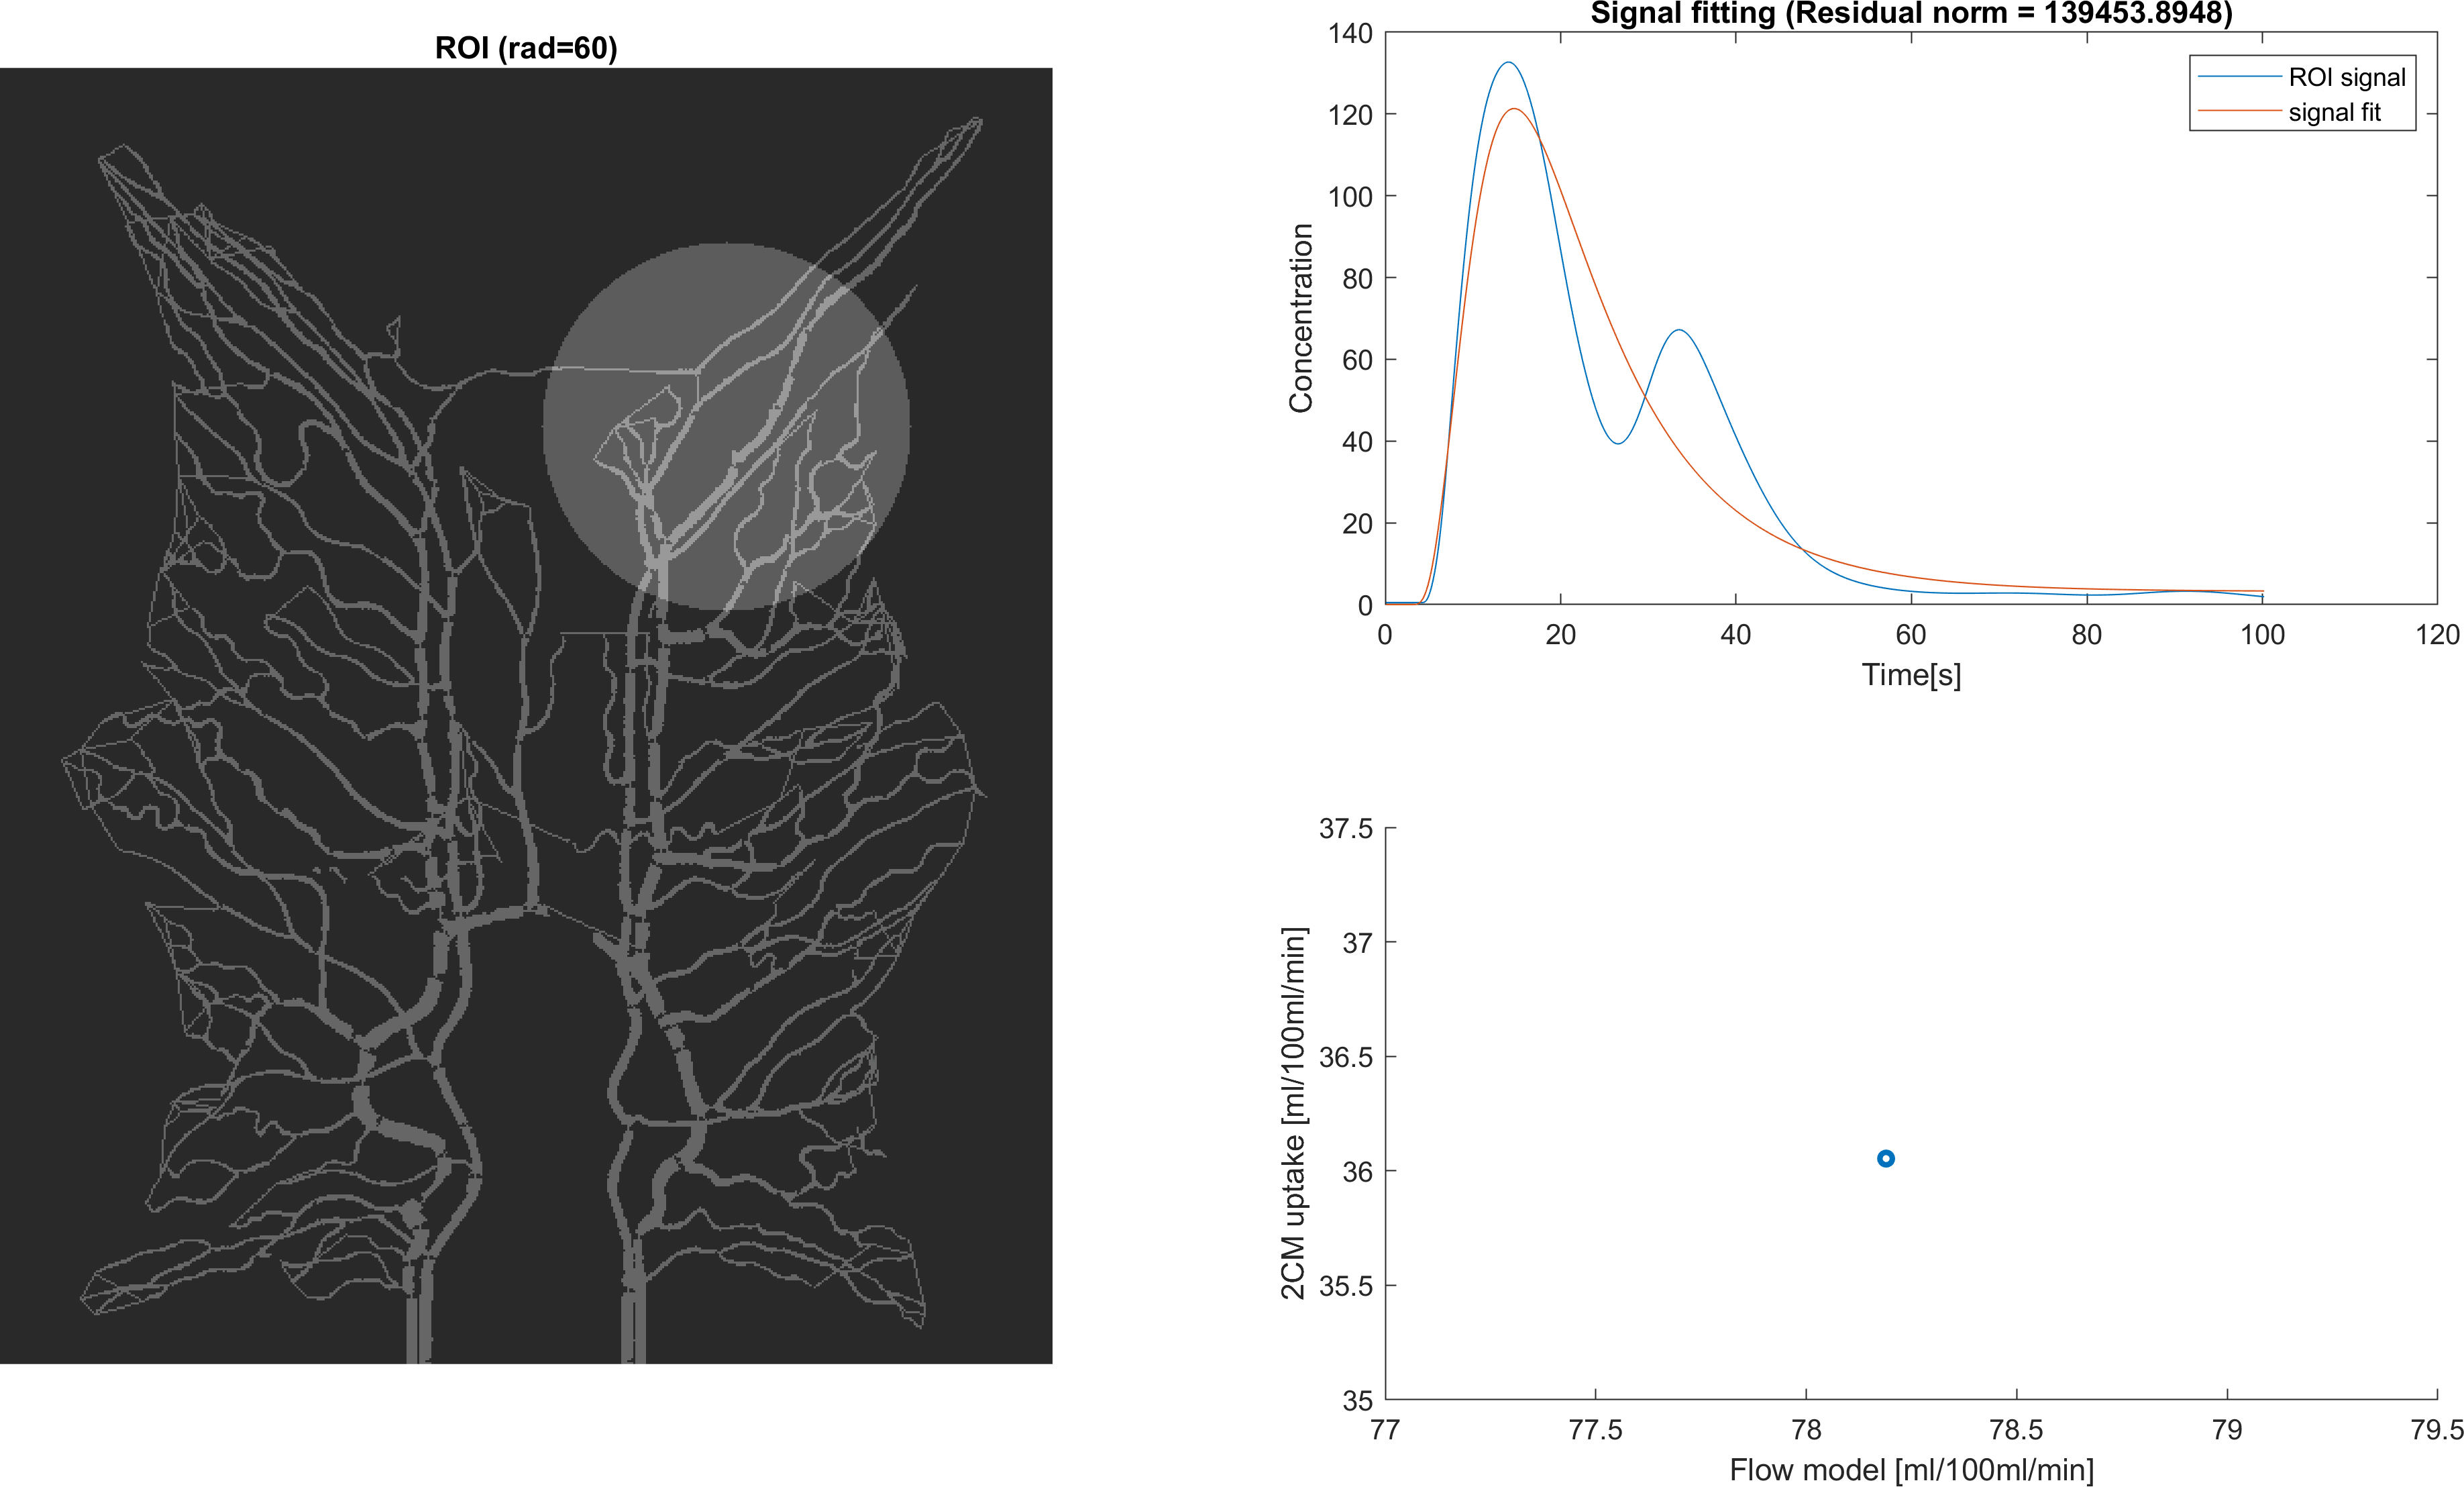 ROI (rad=60)
Signal fitting (Residual norm = 139453.8948)
140
120
100
80
60
40
20
0
Concentration
ROI signal
signal fit
0 20 40 60 80 100 120
Time[s]
37.5
37
36.5
36
35.5
35
2CM uptake [ml/100ml/min]
77 77.5 78 78.5 79 79.5
Flow model [ml/100ml/min]